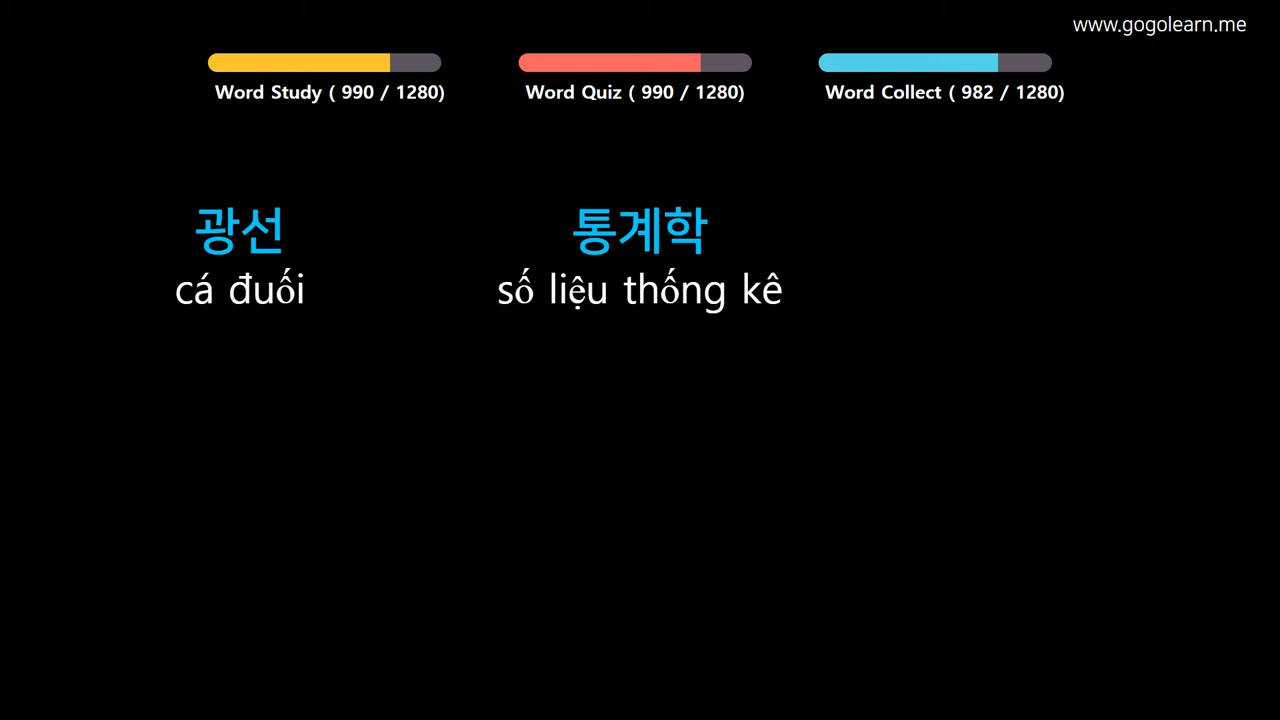 www.gogolearn.me
Word Study ( 990 / 1280)
Word Quiz ( 990 / 1280)
Word Collect ( 982 / 1280)
광선
cá đuối
통계학
số liệu thống kê